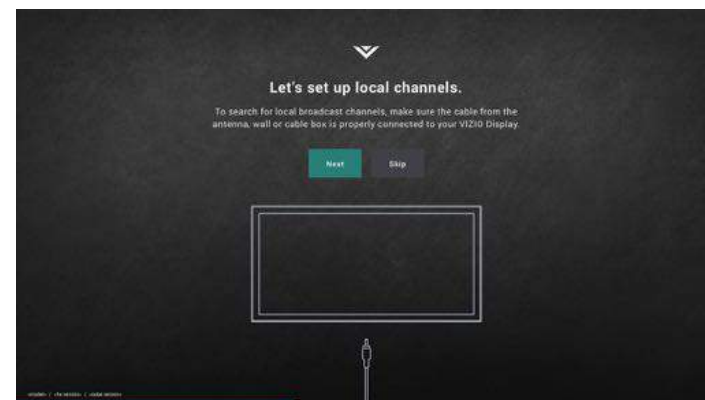 Let's set up local channels.
To search for local broadcast channels, make sure the cable from the
antenna, wall or cable box is properly connected to your VIZIO Display.
Next
Skip